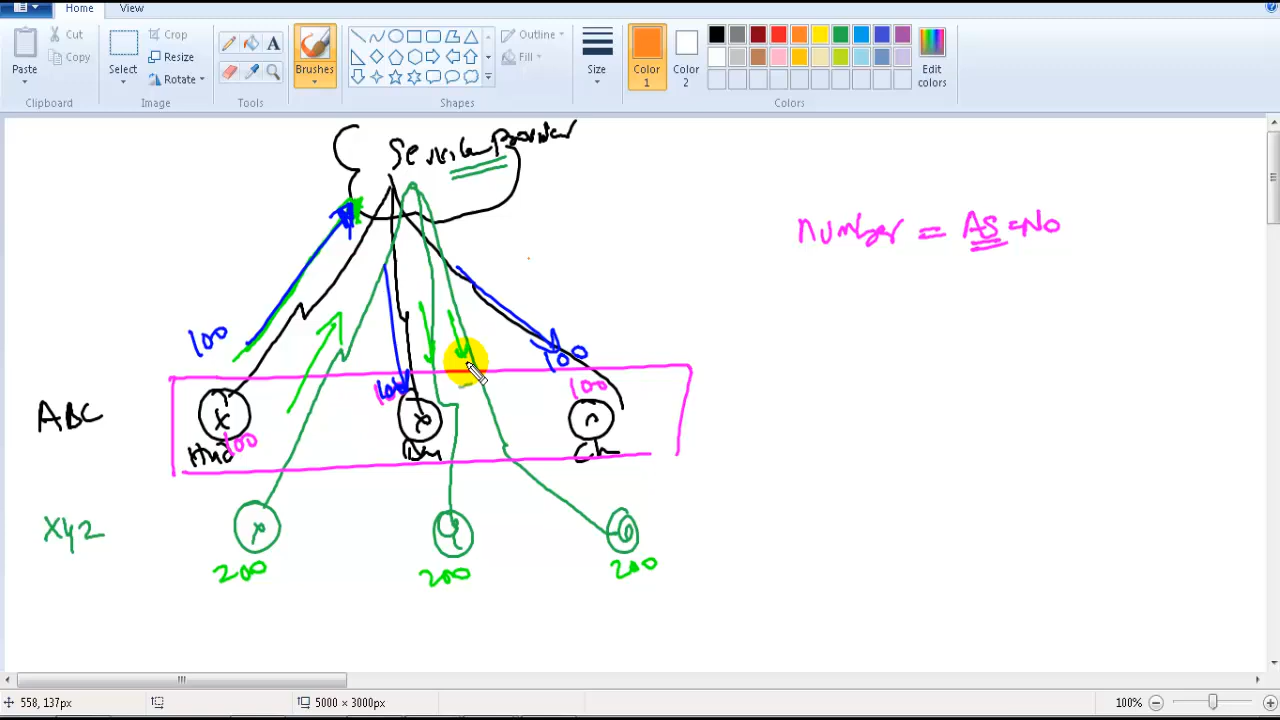 Home
View
Paste
Cut
Copy
Clipboard
Select
Crop
Resize
Rotate
Image
A
Tools
Brushes
Outline
Fill
Shapes
Size
Color 1
Color 2
Edit colors
Colors
Service Provider
number = AS-No
100
100
100
100
100
ABC
x
100
Ch
XYZ
200
200
200
558, 137px
5000 × 3000px
100%